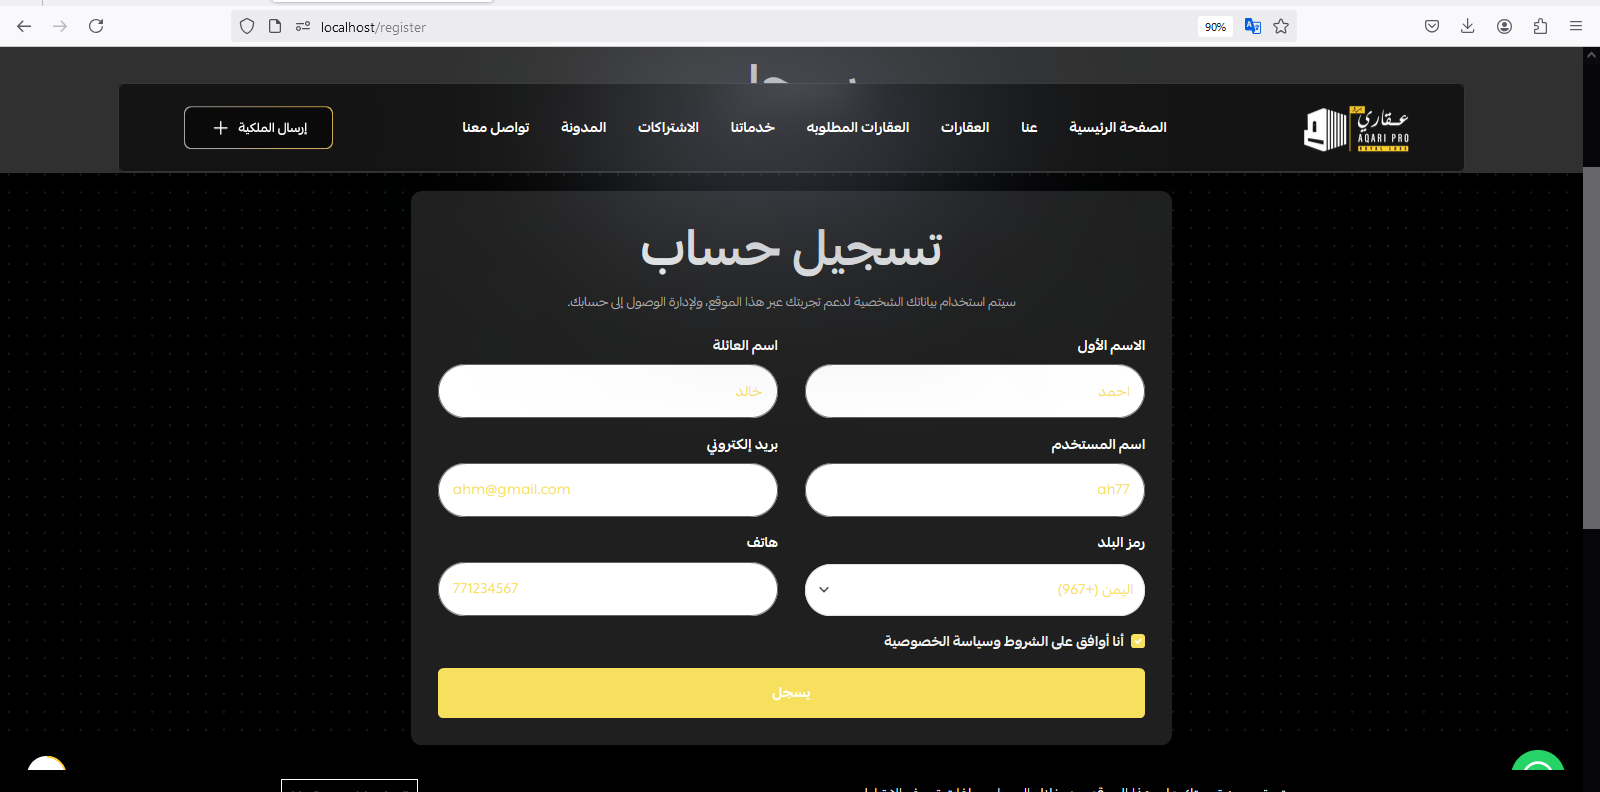 localhost/register
90%
عقاري
AQARI PRO
الصفحة الرئيسية
عنا
العقارات
العقارات المطلوبه
خدماتنا
الاشتراكات
المدونة
تواصل معنا
إرسال الملكية
تسجيل حساب
سيتم استخدام بياناتك الشخصية لدعم تجربتك عبر هذا الموقع، ولإدارة الوصول إلى حسابك.
الاسم الأول
احمد
اسم العائلة
خالد
اسم المستخدم
ah77
بريد إلكتروني
ahm@gmail.com
رمز البلد
اليمن (+967)
هاتف
771234567
أنا أوافق على الشروط وسياسة الخصوصية
يسجل